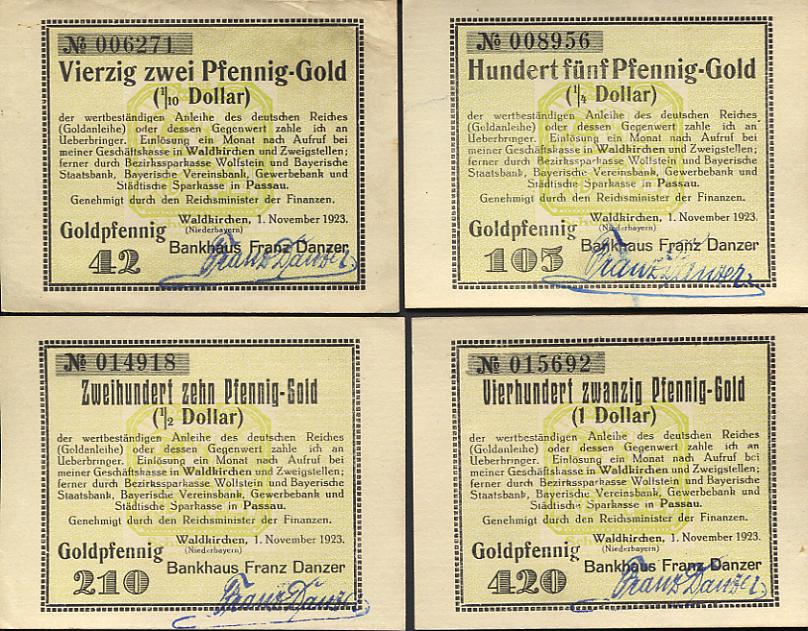 № 006271
Vierzig zwei Pfennig-Gold
(1/10 Dollar)
der wertbeständigen Anleihe des deutschen Reiches
(Goldanleihe) oder dessen Gegenwert zahle ich an
Ueberbringer. Einlösung ein Monat nach Aufruf bei
meiner Geschäftskasse in Waldkirchen und Zweigstellen;
ferner durch Bezirkssparkasse Wolfstein und Bayerische
Staatsbank, Bayerische Vereinsbank, Gewerbebank und
Städtische Sparkasse in Passau.
Genehmigt durch den Reichsminister der Finanzen.
Waldkirchen, 1. November 1923.
(Niederbayern)
Goldpfennig
42
Bankhaus Franz Danzer
Franz Danzer
№ 008956
Hundert fünf Pfennig-Gold
(1/4 Dollar)
der wertbeständigen Anleihe des deutschen Reiches
(Goldanleihe) oder dessen Gegenwert zahle ich an
Ueberbringer. Einlösung ein Monat nach Aufruf bei
meiner Geschäftskasse in Waldkirchen und Zweigstellen;
ferner durch Bezirkssparkasse Wolfstein und Bayerische
Staatsbank, Bayerische Vereinsbank, Gewerbebank und
Städtische Sparkasse in Passau.
Genehmigt durch den Reichsminister der Finanzen.
Waldkirchen, 1. November 1923.
(Niederbayern)
Goldpfennig
105
Bankhaus Franz Danzer
Franz Danzer
№ 014918
Zweihundert zehn Pfennig-Gold
(1/2 Dollar)
der wertbeständigen Anleihe des deutschen Reiches
(Goldanleihe) oder dessen Gegenwert zahle ich an
Ueberbringer. Einlösung ein Monat nach Aufruf bei
meiner Geschäftskasse in Waldkirchen und Zweigstellen;
ferner durch Bezirkssparkasse Wolfstein und Bayerische
Staatsbank, Bayerische Vereinsbank, Gewerbebank und
Städtische Sparkasse in Passau.
Genehmigt durch den Reichsminister der Finanzen.
Waldkirchen, 1. November 1923.
(Niederbayern)
Goldpfennig
210
Bankhaus Franz Danzer
Franz Danzer
№ 015692
Vierhundert zwanzig Pfennig-Gold
(1 Dollar)
der wertbeständigen Anleihe des deutschen Reiches
(Goldanleihe) oder dessen Gegenwert zahle ich an
Ueberbringer. Einlösung ein Monat nach Aufruf bei
meiner Geschäftskasse in Waldkirchen und Zweigstellen;
ferner durch Bezirkssparkasse Wolfstein und Bayerische
Staatsbank, Bayerische Vereinsbank, Gewerbebank und
Städtische Sparkasse in Passau.
Genehmigt durch den Reichsminister der Finanzen.
Waldkirchen, 1. November 1923.
(Niederbayern)
Goldpfennig
420
Bankhaus Franz Danzer
Franz Danzer